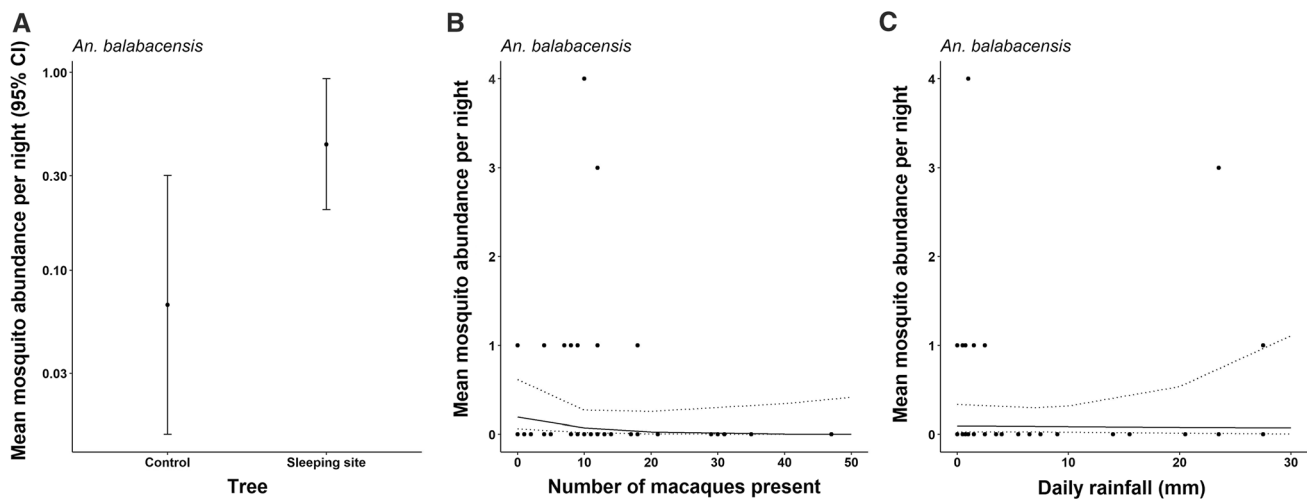 A
An. balabacensis
Mean mosquito abundance per night (95% CI)
1.00
0.30
0.10
0.03
Control
Sleeping site
Tree
B
An. balabacensis
Mean mosquito abundance per night
4
3
2
1
0
0
10
20
30
40
50
Number of macaques present
C
An. balabacensis
Mean mosquito abundance per night
4
3
2
1
0
0
10
20
30
Daily rainfall (mm)